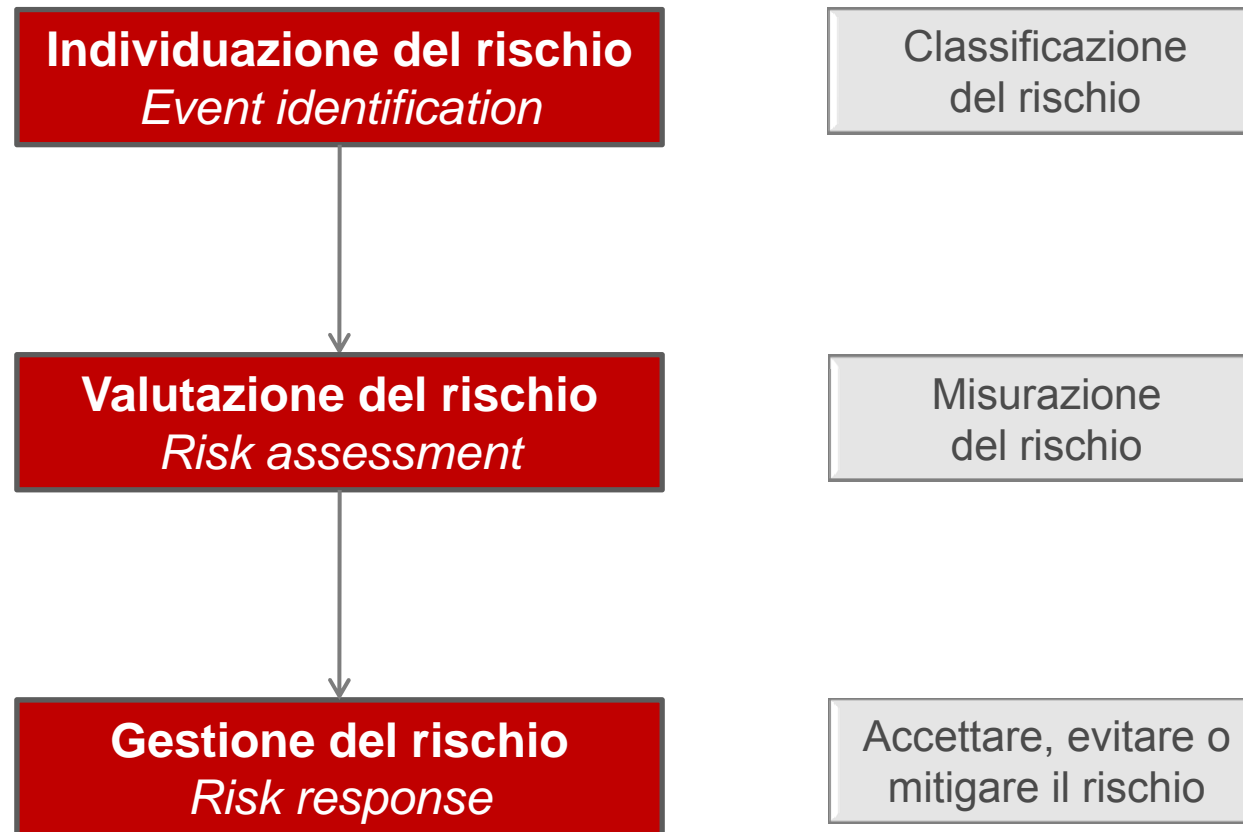 Individuazione del rischio
Event identification
Classificazione
del rischio
Valutazione del rischio
Risk assessment
Misurazione
del rischio
Gestione del rischio
Risk response
Accettare, evitare o
mitigare il rischio